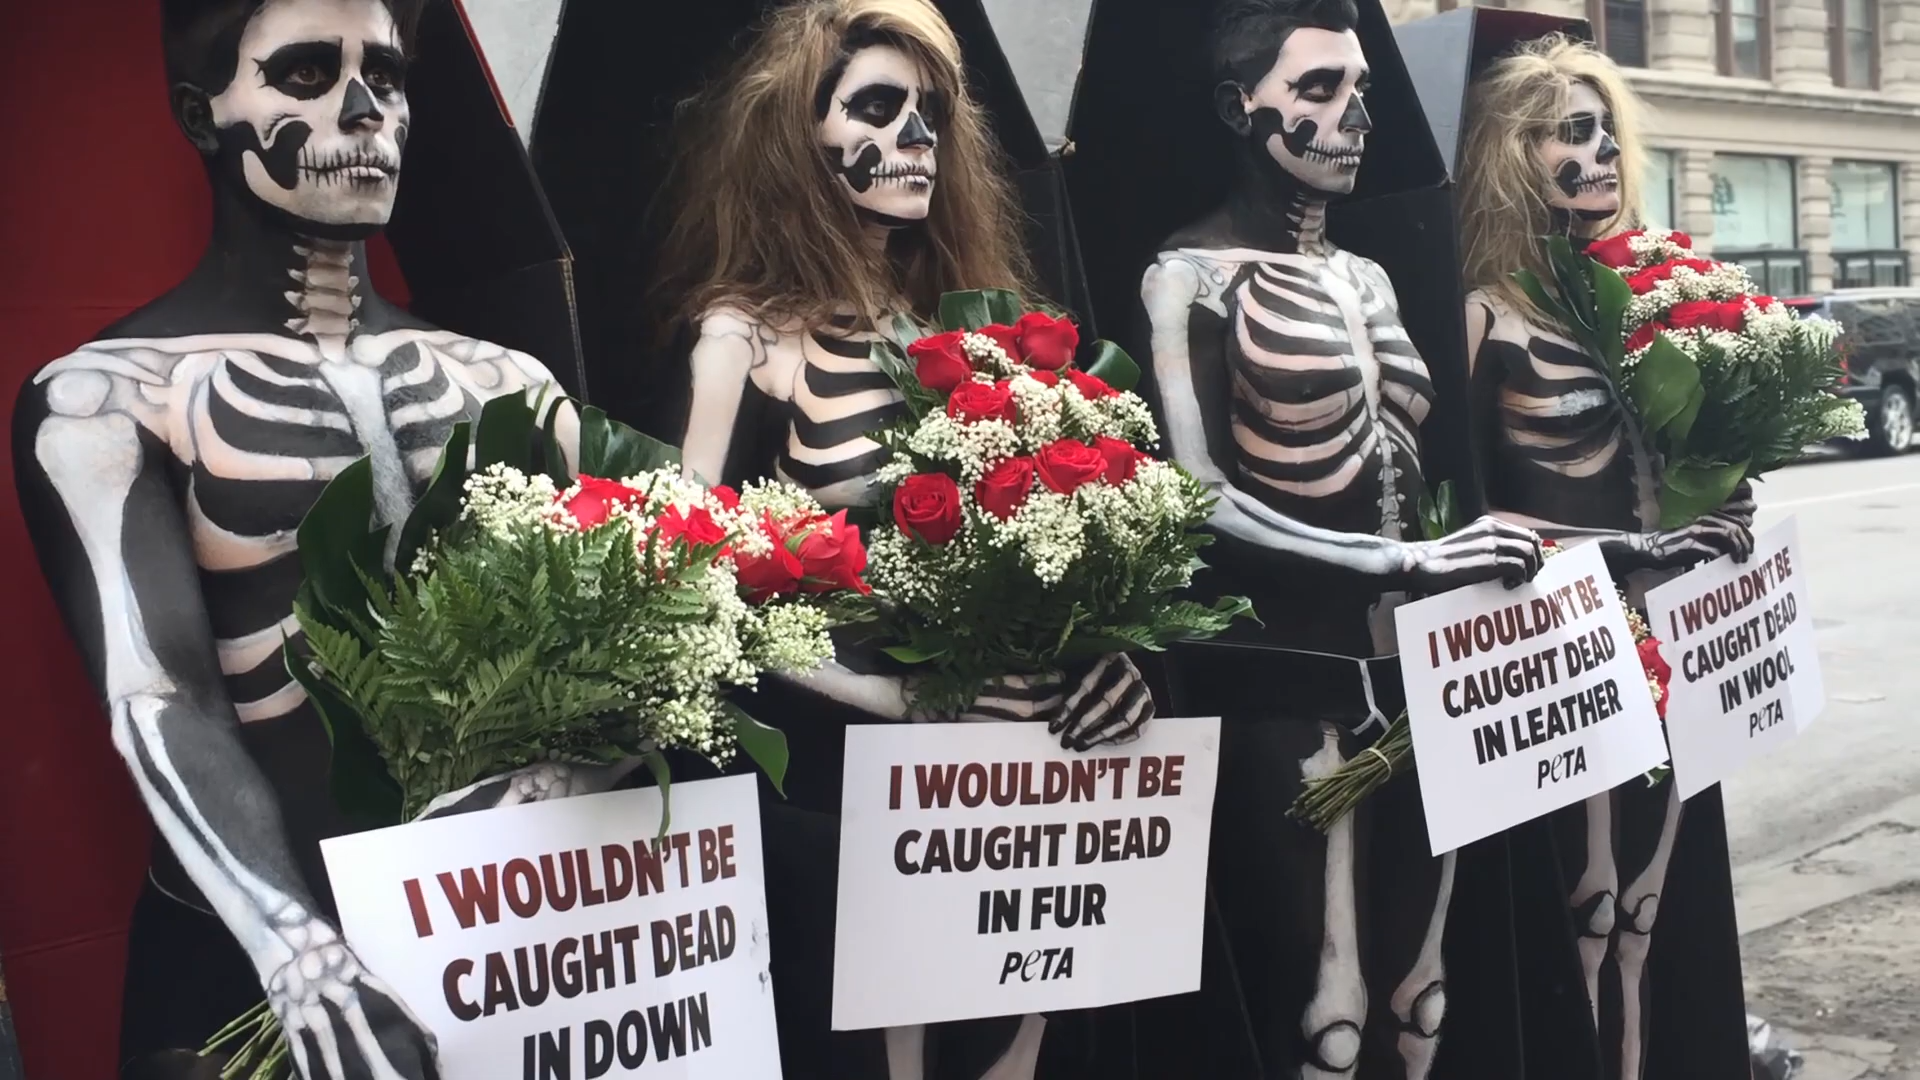 I WOULDN'T BE
CAUGHT DEAD
IN DOWN
I WOULDN'T BE
CAUGHT DEAD
IN FUR
PeTA
I WOULDN'T BE
CAUGHT DEAD
IN LEATHER
PeTA
I WOULDN'T BE
CAUGHT DEAD
IN WOOL
PeTA